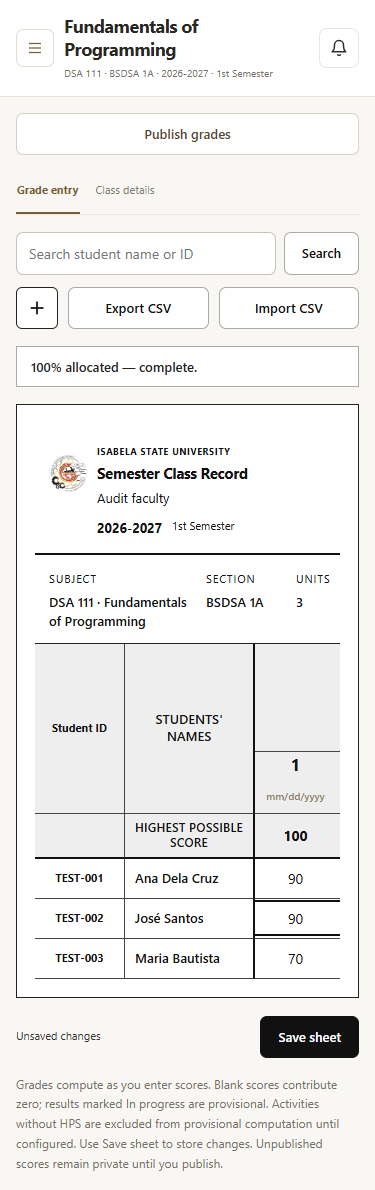 Fundamentals of
Programming
DSA 111 · BSDSA 1A · 2026-2027 · 1st Semester
Publish grades
Grade entry Class details
Search student name or ID Search
+ Export CSV Import CSV
100% allocated — complete.
ISABELA STATE UNIVERSITY
Semester Class Record
Audit faculty
2026-2027 1st Semester
SUBJECT SECTION UNITS
DSA 111 · Fundamentals BSDSA 1A 3
of Programming
Student ID STUDENTS'
NAMES
1
mm/dd/yyyy
HIGHEST POSSIBLE
SCORE 100
TEST-001 Ana Dela Cruz 90
TEST-002 José Santos 90
TEST-003 Maria Bautista 70
Unsaved changes Save sheet
Grades compute as you enter scores. Blank scores contribute
zero; results marked In progress are provisional. Activities
without HPS are excluded from provisional computation until
configured. Use Save sheet to store changes. Unpublished
scores remain private until you publish.